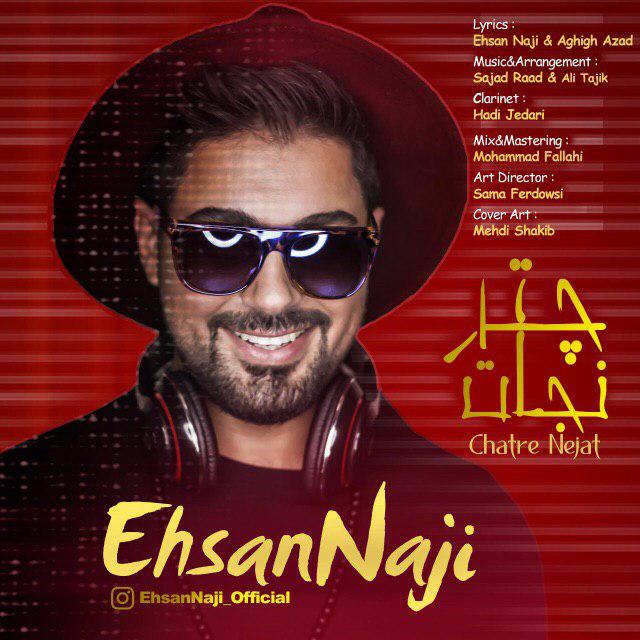 Lyrics :
Ehsan Naji & Aghigh Azad
Music&Arrangement :
Sajad Raad & Ali Tajik
Clarinet :
Hadi Jedari
Mix&Mastering :
Mohammad Fallahi
Art Director :
Sama Ferdowsi
Cover Art :
Mehdi Shakib
چتر
نجات
Chatre Nejat
EhsanNaji
EhsanNaji_Official